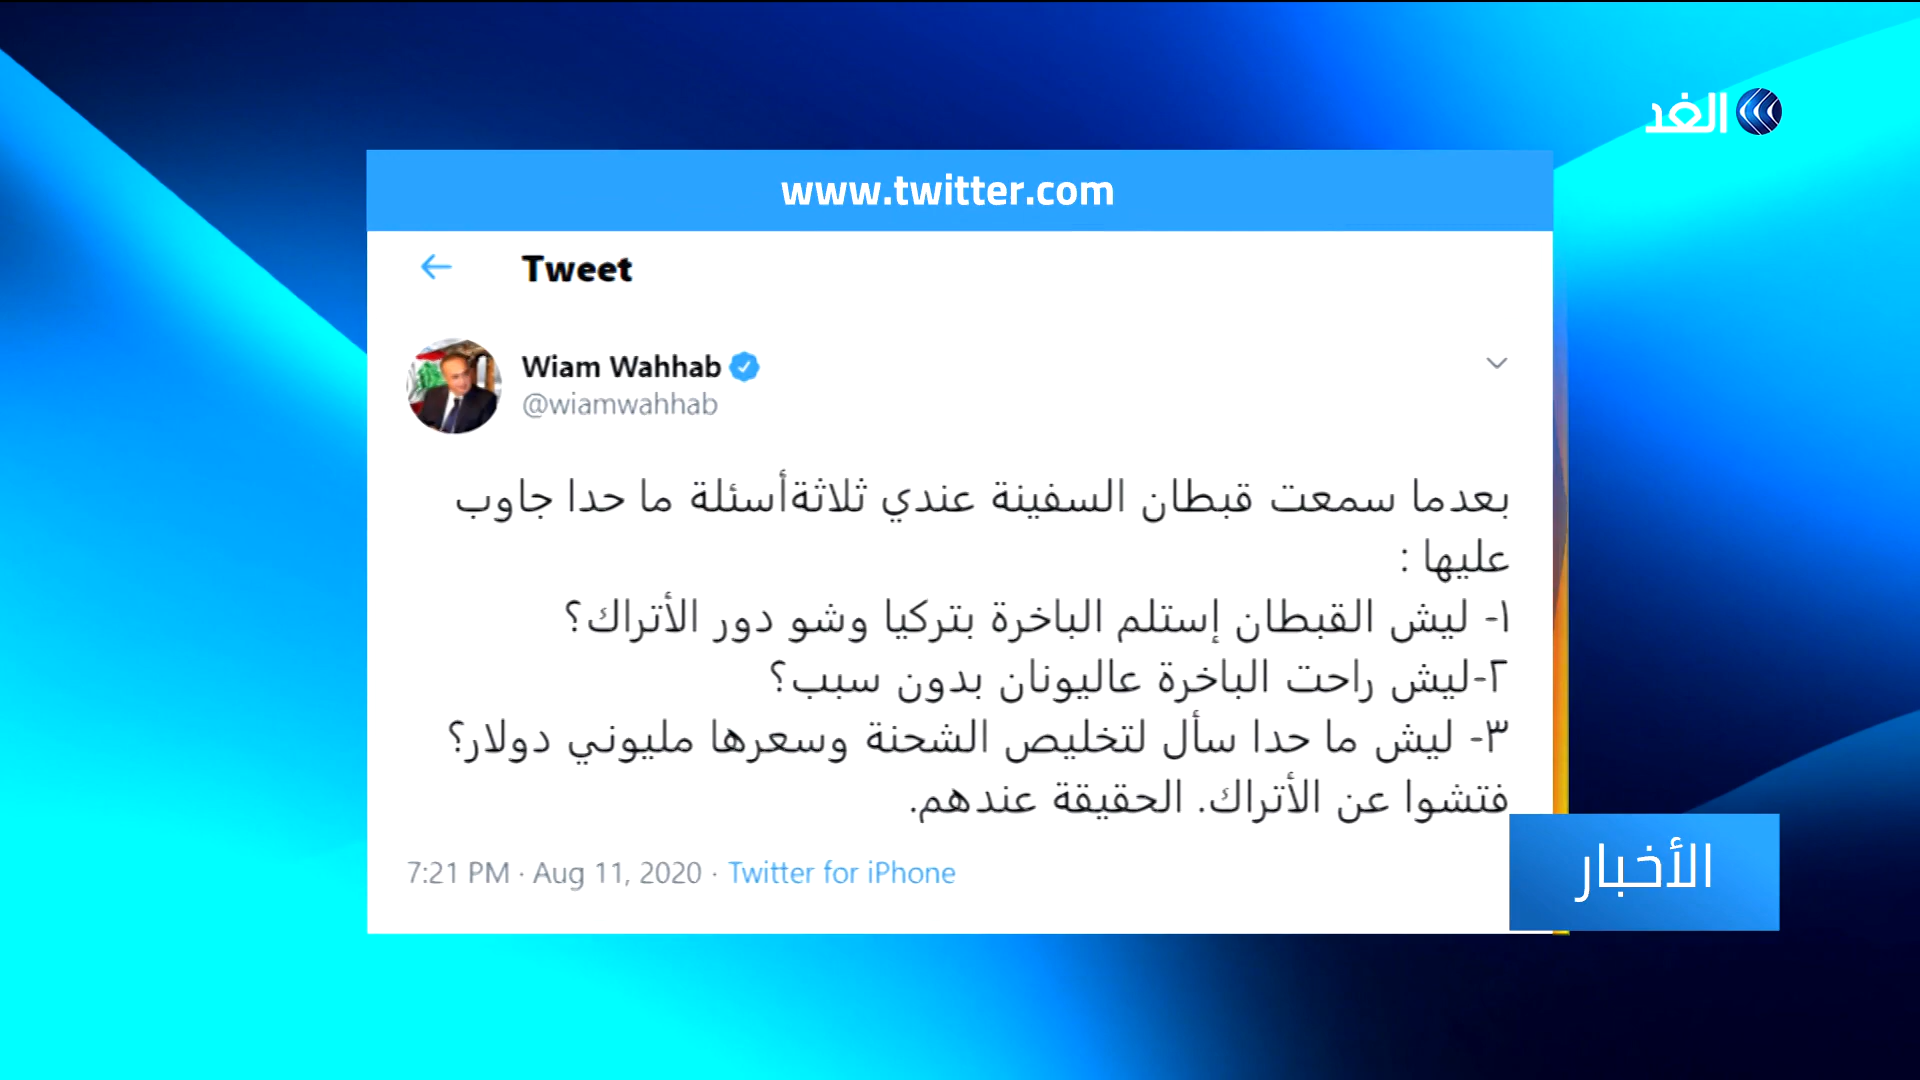 الغد
www.twitter.com
Tweet
Wiam Wahhab
@wiamwahhab
بعدما سمعت قبطان السفينة عندي ثلاثةأسئلة ما حدا جاوب
عليها :
١- ليش القبطان إستلم الباخرة بتركيا وشو دور الأتراك؟
٢-ليش راحت الباخرة عاليونان بدون سبب؟
٣- ليش ما حدا سأل لتخليص الشحنة وسعرها مليوني دولار؟
فتشوا عن الأتراك. الحقيقة عندهم.
7:21 PM · Aug 11, 2020 · Twitter for iPhone
الأخبار